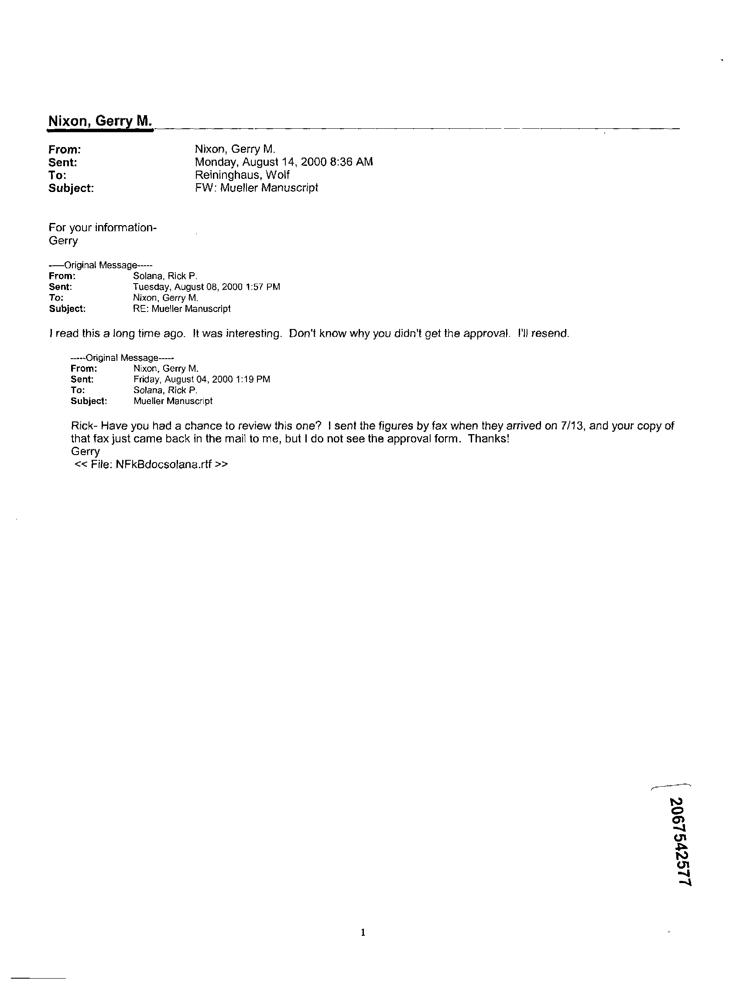 Nixon, Gerry M.
From: Nixon, Gerry M.
Sent: Monday, August 14, 2000 8:36 AM
To: Reininghaus, Wolf
Subject: FW: Mueller Manuscript
For your information-
Gerry
-----Original Message-----
From: Solana, Rick P.
Sent: Tuesday, August 08, 2000 1:57 PM
To: Nixon, Gerry M.
Subject: RE: Mueller Manuscript
I read this a long time ago. It was interesting. Don't know why you didn't get the approval. I'll resend.
-----Original Message-----
From: Nixon, Gerry M.
Sent: Friday, August 04, 2000 1:19 PM
To: Solana, Rick P.
Subject: Mueller Manuscript
Rick- Have you had a chance to review this one? I sent the figures by fax when they arrived on 7/13, and your copy of
that fax just came back in the mail to me, but I do not see the approval form. Thanks!
Gerry
<< File: NFkBdocsolana.rtf >>
2067542577
1